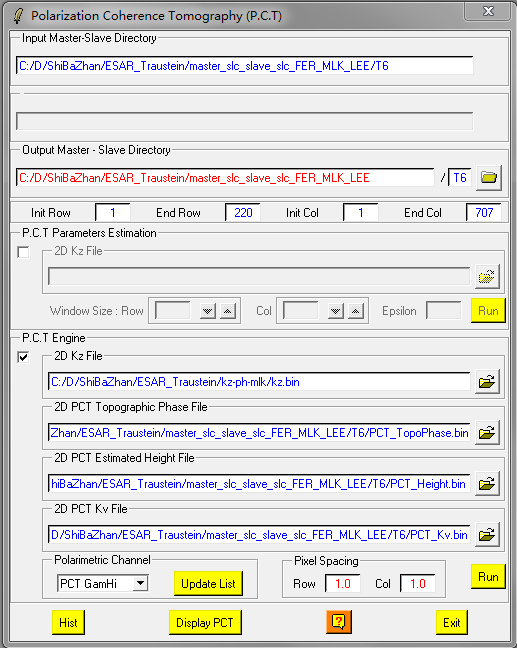 Polarization Coherence Tomography (P.C.T)
Input Master-Slave Directory
C:/D/ShiBaZhan/ESAR_Traustein/master_slc_slave_slc_FER_MLK_LEE/T6
Output Master - Slave Directory
C:/D/ShiBaZhan/ESAR_Traustein/master_slc_slave_slc_FER_MLK_LEE / T6
Init Row 1 End Row 220 Init Col 1 End Col 707
P.C.T Parameters Estimation
2D Kz File
Window Size : Row Col Epsilon Run
P.C.T Engine
2D Kz File
C:/D/ShiBaZhan/ESAR_Traustein/kz-ph-mlk/kz.bin
2D PCT Topographic Phase File
Zhan/ESAR_Traustein/master_slc_slave_slc_FER_MLK_LEE/T6/PCT_TopoPhase.bin
2D PCT Estimated Height File
hiBaZhan/ESAR_Traustein/master_slc_slave_slc_FER_MLK_LEE/T6/PCT_Height.bin
2D PCT Kv File
D/ShiBaZhan/ESAR_Traustein/master_slc_slave_slc_FER_MLK_LEE/T6/PCT_Kv.bin
Polarimetric Channel Pixel Spacing
PCT GamHi Update List Row 1.0 Col 1.0 Run
Hist Display PCT ? Exit